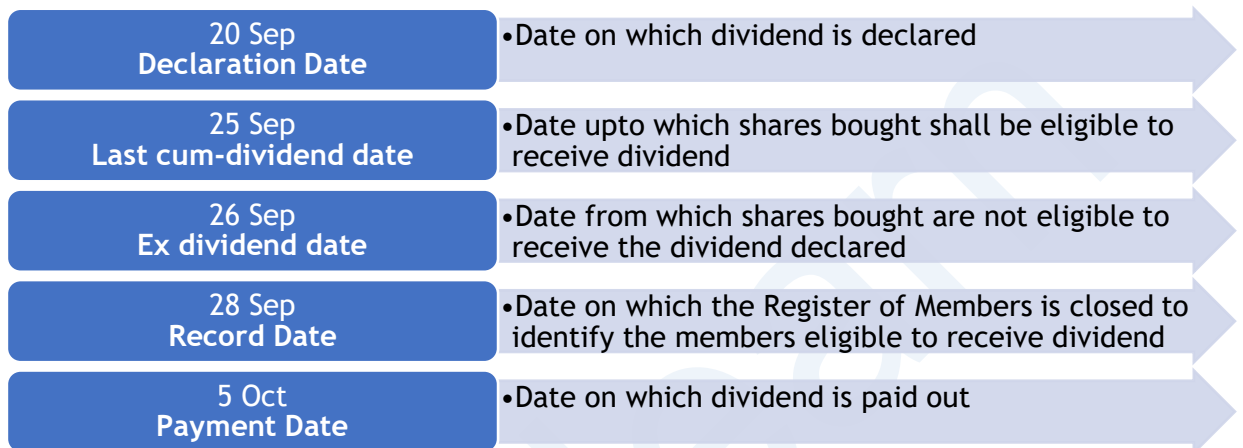 20 Sep
Declaration Date
•Date on which dividend is declared
25 Sep
Last cum-dividend date
•Date upto which shares bought shall be eligible to
receive dividend
26 Sep
Ex dividend date
•Date from which shares bought are not eligible to
receive the dividend declared
28 Sep
Record Date
•Date on which the Register of Members is closed to
identify the members eligible to receive dividend
5 Oct
Payment Date
•Date on which dividend is paid out